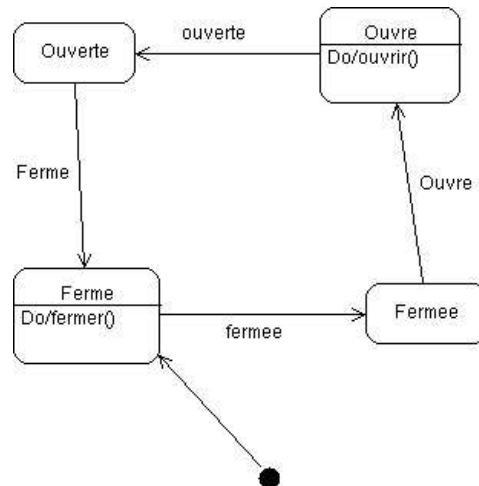 ouverte
Ouvre
Do/ouvrir()
Ouverte
Ferme
Ouvre
Ferme
Do/fermer()
fermee
Fermee